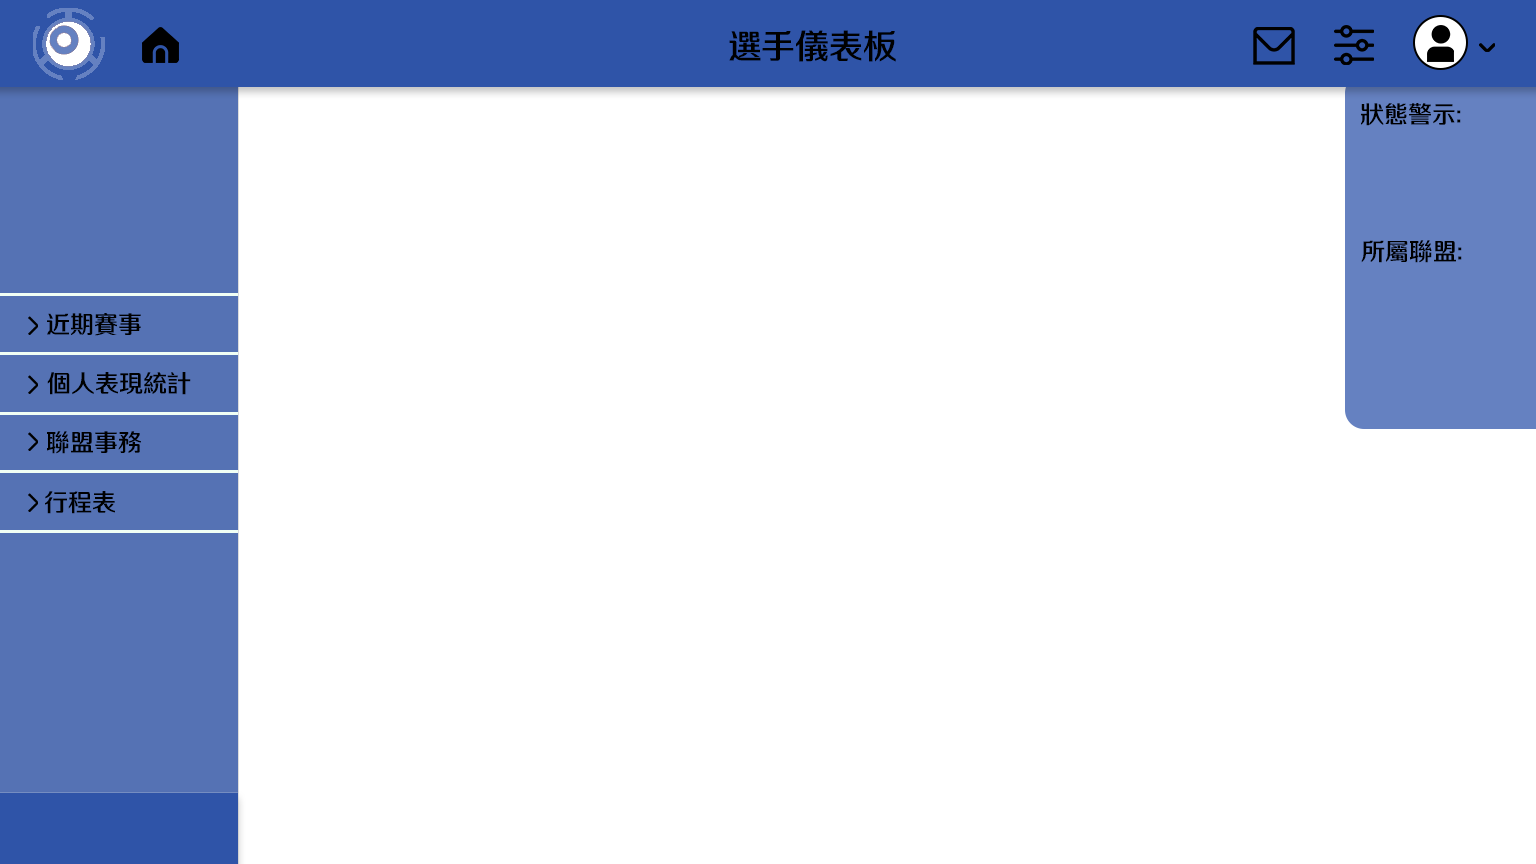 選手儀表板
狀態警示:
所屬聯盟:
近期賽事
個人表現統計
聯盟事務
行程表